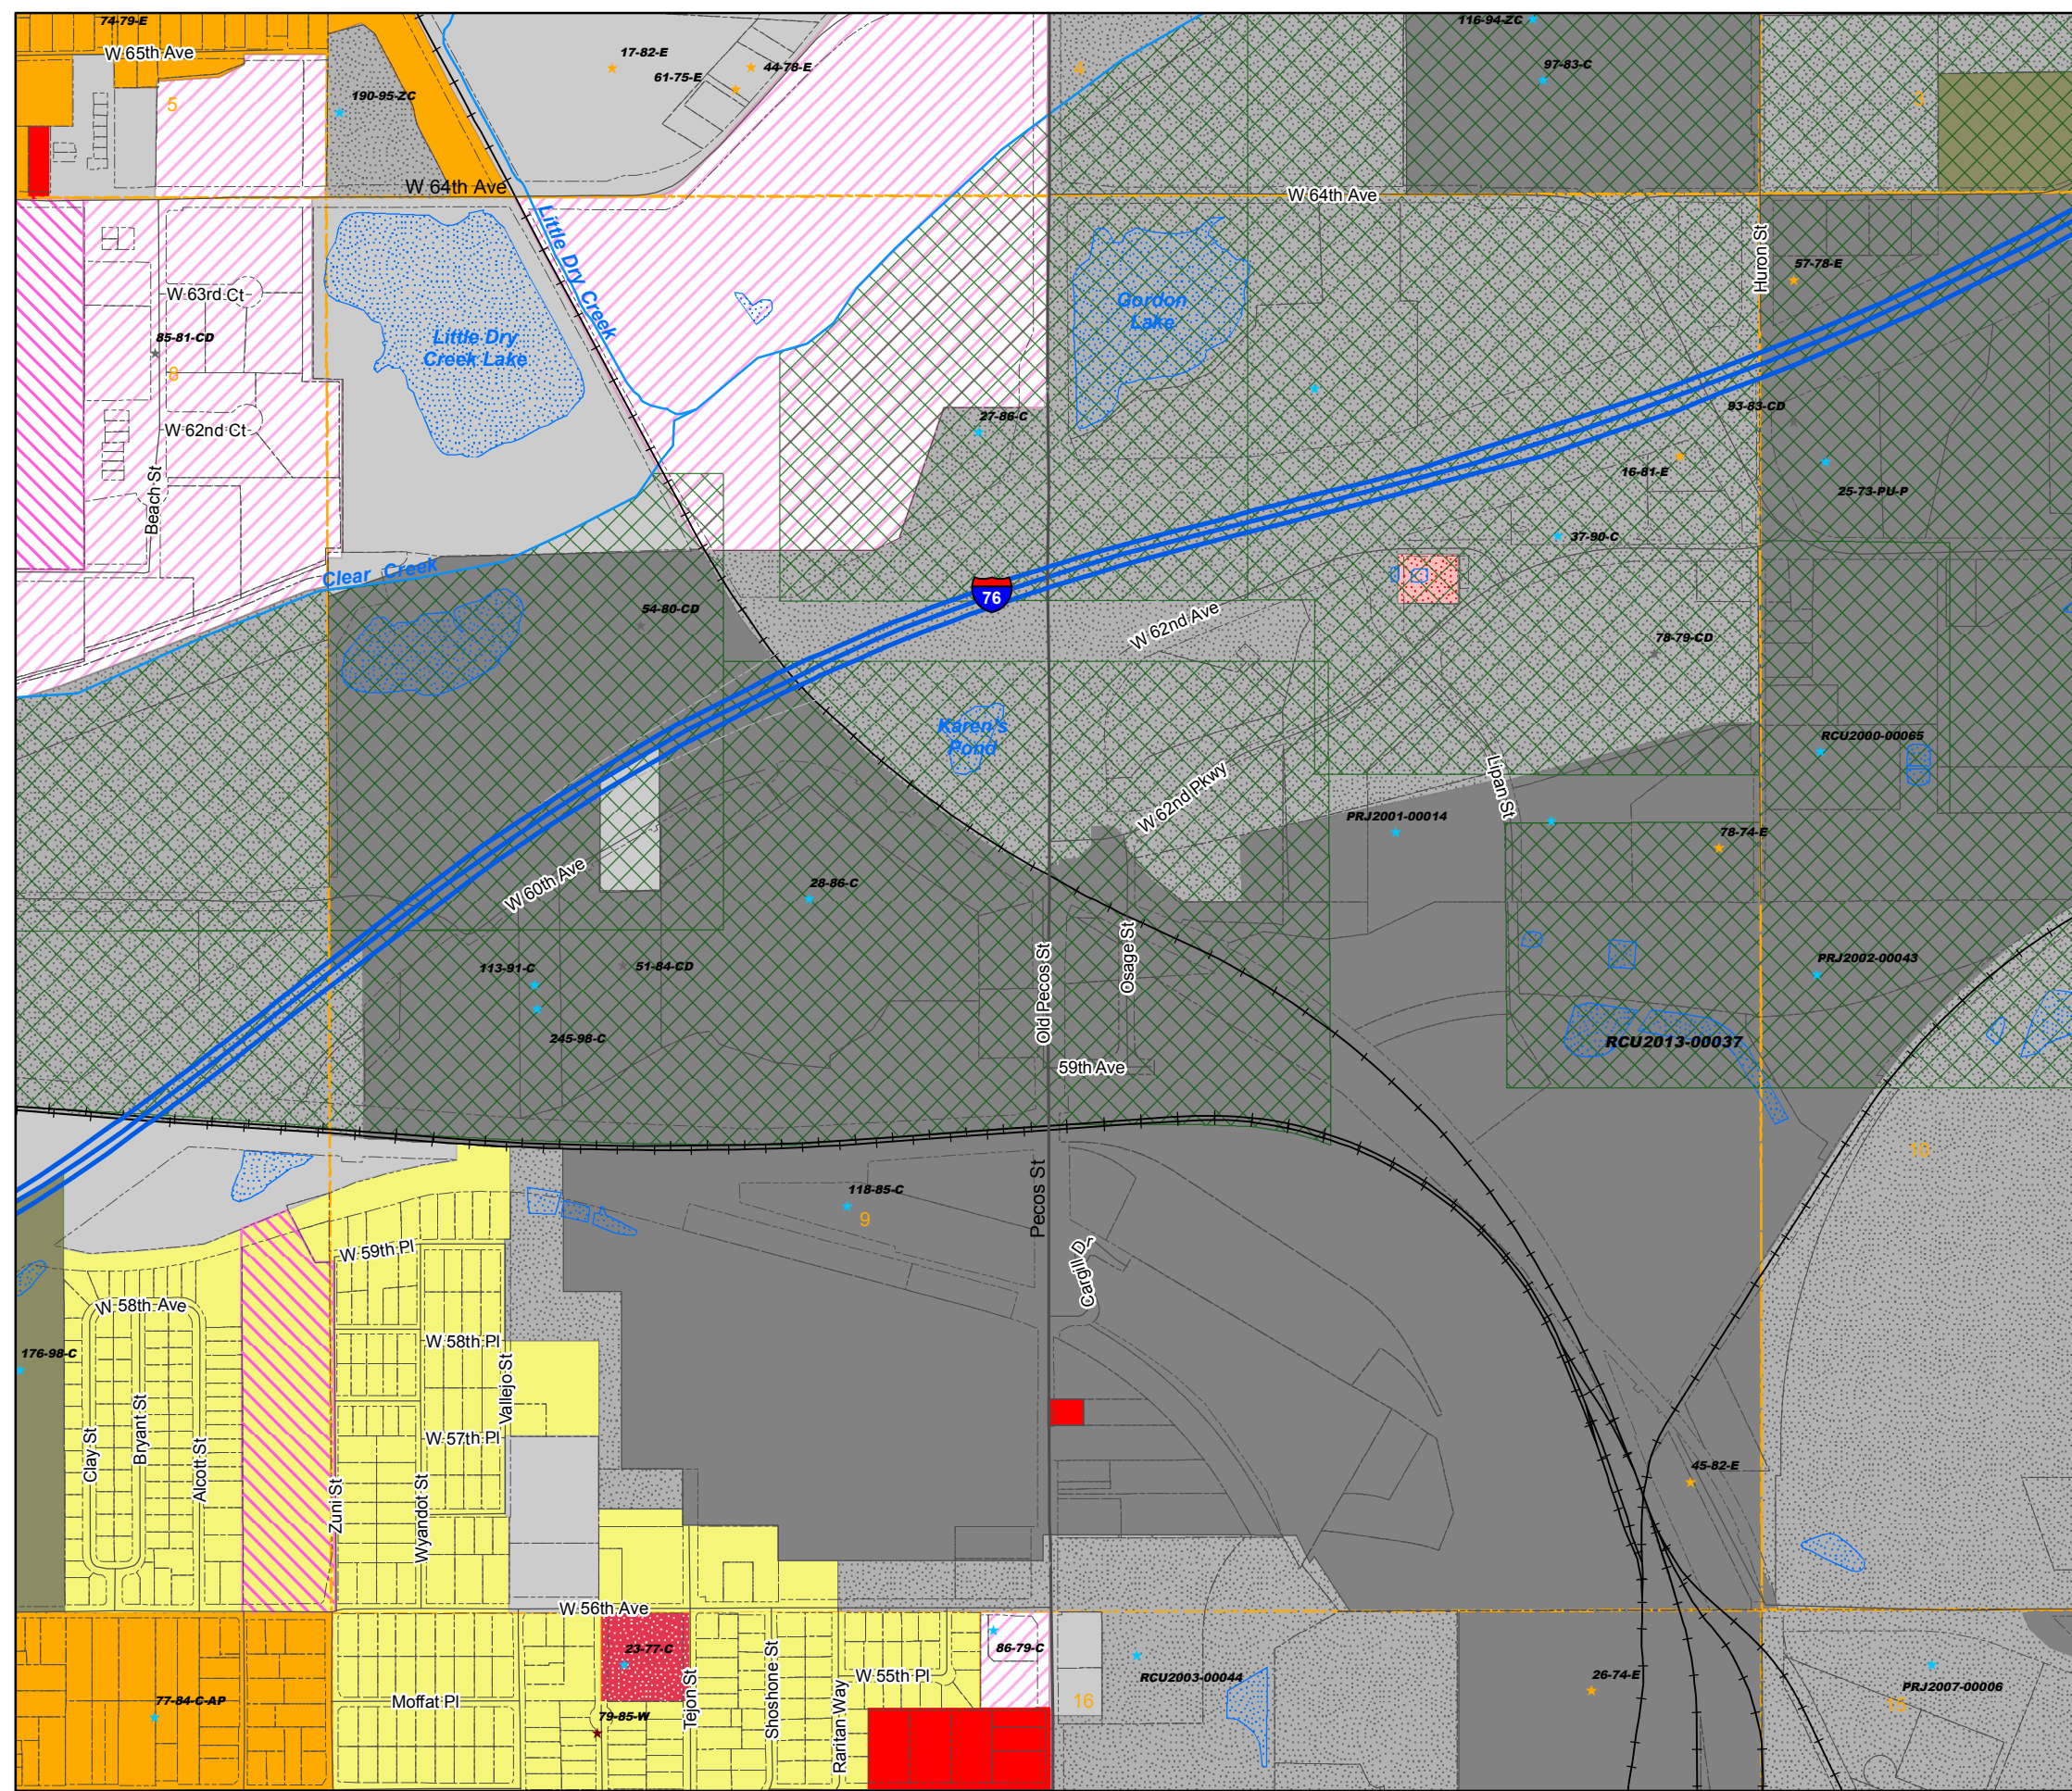 74-79-E
116-94-ZC
W 65th Ave
17-82-E
61-75-E
44-78-E
4
97-83-C
5
190-95-ZC
3
W 64th Ave
W 64th Ave
Little Dry Creek
Huron St
57-78-E
W 63rd Ct
Gordon
Lake
85-81-CD
Little Dry
Creek Lake
8
93-83-CD
27-86-C
W 62nd Ct
16-81-E
25-73-PU-P
Beach St
37-90-C
Clear Creek
76
54-80-CD
W 62nd Ave
78-79-CD
Karen's
Pond
RCU2000-00065
Lipan St
W 62nd Pkwy
PRJ2001-00014
78-74-E
W 60th Ave
28-86-C
113-91-C
51-84-CD
Old Pecos St
Osage St
PRJ2002-00043
245-98-C
RCU2013-00037
59th Ave
10
118-85-C
9
Pecos St
W 59th Pl
Cargill Dr
W 58th Ave
W 58th Pl
176-98-C
Vallejo St
W 57th Pl
Clay St
Bryant St
Alcott St
Zuni St
Wyandot St
45-82-E
W 56th Ave
23-77-C
86-79-C
W 55th Pl
RCU2003-00044
26-74-E
PRJ2007-00006
77-84-C-AP
Moffat Pl
79-85-W
Tejon St
Shoshone St
Raritan Way
16
15